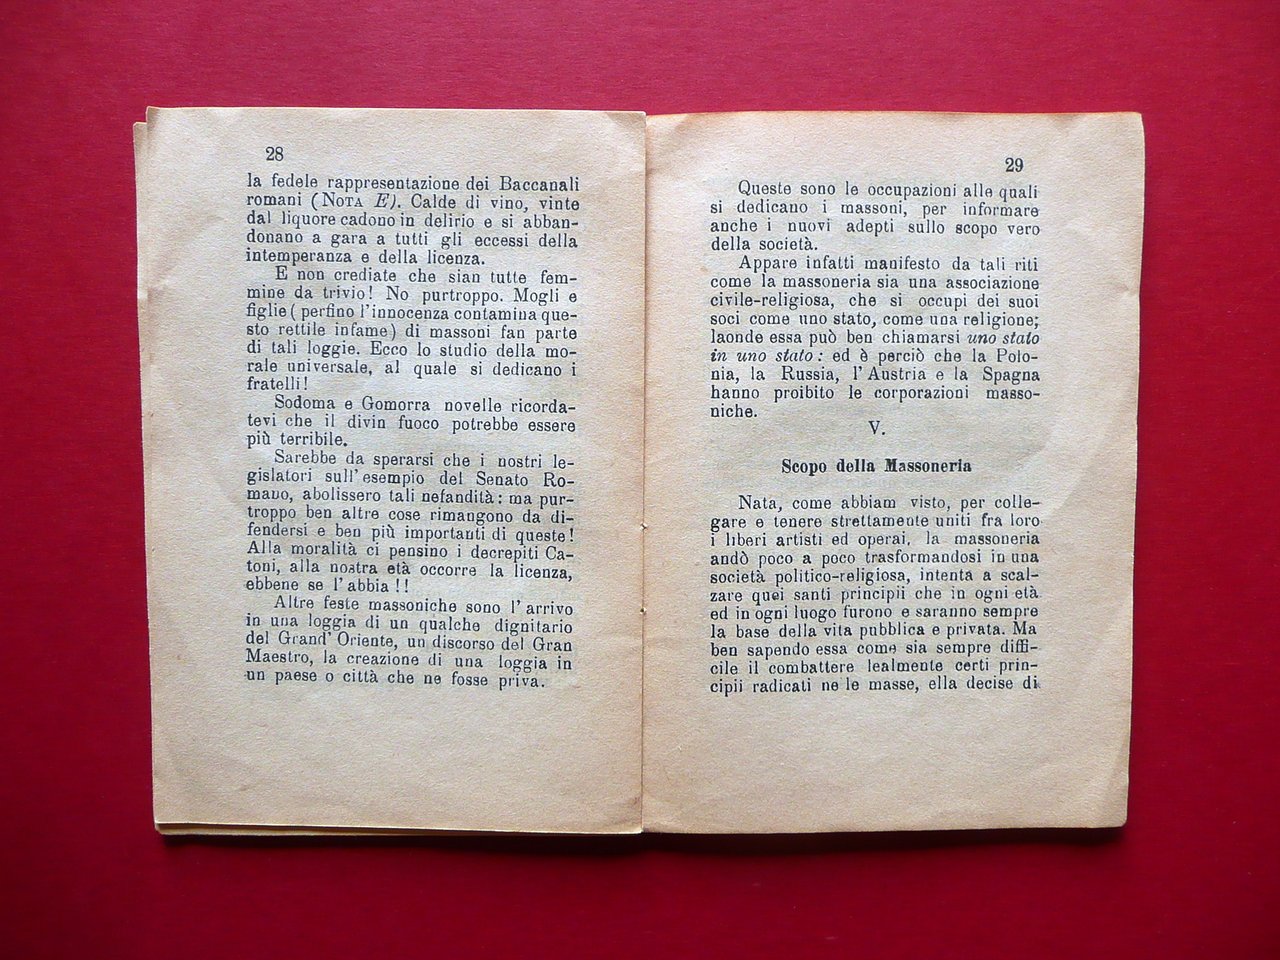 28
la fedele rappresentazione dei Baccanali
romani (NOTA E). Calde di vino, vinte
dal liquore cadono in delirio e si abban-
donano a gara a tutti gli eccessi della
intemperanza e della licenza.
E non crediate che sian tutte fem-
mine da trivio! No purtroppo. Mogli e
figlie (perfino l'innocenza contamina que-
sto rettile infame) di massoni fan parte
di tali loggie. Ecco lo studio della mo-
rale universale, al quale si dedicano i
fratelli!
Sodoma e Gomorra novelle ricorda-
tevi che il divin fuoco potrebbe essere
più terribile.
Sarebbe da sperarsi che i nostri le-
gislatori sull'esempio del Senato Ro-
mano, abolissero tali nefandità: ma pur-
troppo ben altre cose rimangono da di-
fendersi e ben più importanti di queste!
Alla moralità ci pensino i decrepiti Ca-
toni, alla nostra età occorre la licenza,
ebbene se l'abbia!!
Altre feste massoniche sono l'arrivo
in una loggia di un qualche dignitario
del Grand'Oriente, un discorso del Gran
Maestro, la creazione di una loggia in
un paese o città che ne fosse priva.
29
Queste sono le occupazioni alle quali
si dedicano i massoni, per informare
anche i nuovi adepti sullo scopo vero
della società.
Appare infatti manifesto da tali riti
come la massoneria sia una associazione
civile-religiosa, che si occupi dei suoi
soci come uno stato, come una religione;
laonde essa può ben chiamarsi uno stato
in uno stato: ed è perciò che la Polo-
nia, la Russia, l'Austria e la Spagna
hanno proibito le corporazioni masso-
niche.
V.
Scopo della Massoneria
Nata, come abbiam visto, per colle-
gare e tenere strettamente uniti fra loro
i liberi artisti ed operai, la massoneria
andò poco a poco trasformandosi in una
società politico-religiosa, intenta a scal-
zare quei santi principii che in ogni età
ed in ogni luogo furono e saranno sempre
la base della vita pubblica e privata. Ma
ben sapendo essa come sia sempre diffi-
cile il combattere lealmente certi prin-
cipii radicati ne le masse, ella decise di